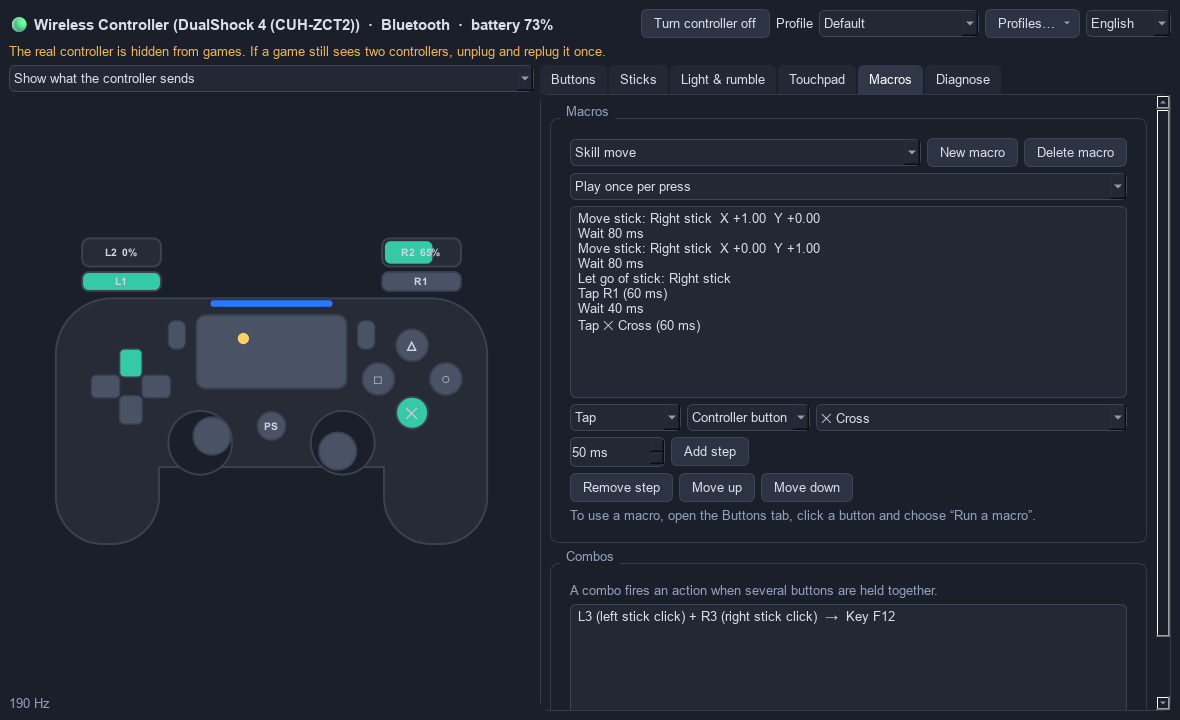 Wireless Controller (DualShock 4 (CUH-ZCT2))  ·  Bluetooth  ·  battery 73%
Turn controller off
Profile
Default
Profiles…
English
The real controller is hidden from games. If a game still sees two controllers, unplug and replug it once.
Show what the controller sends
Buttons
Sticks
Light & rumble
Touchpad
Macros
Diagnose
L2  0%
R2  65%
L1
R1
△
□
○
╳
PS
190 Hz
Macros
Skill move
New macro
Delete macro
Play once per press
Move stick: Right stick  X +1.00  Y +0.00
Wait 80 ms
Move stick: Right stick  X +0.00  Y +1.00
Wait 80 ms
Let go of stick: Right stick
Tap R1 (60 ms)
Wait 40 ms
Tap ╳ Cross (60 ms)
Tap
Controller button
╳ Cross
50 ms
Add step
Remove step
Move up
Move down
To use a macro, open the Buttons tab, click a button and choose “Run a macro”.
Combos
A combo fires an action when several buttons are held together.
L3 (left stick click) + R3 (right stick click)  →  Key F12